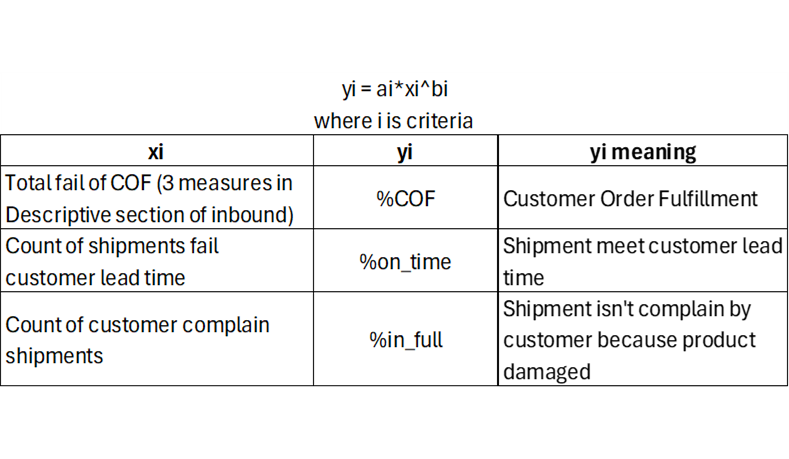 yi = ai*xi^bi
where i is criteria
xi yi yi meaning
Total fail of COF (3 measures in
Descriptive section of inbound)
%COF
Customer Order Fulfillment
Count of shipments fail
customer lead time
%on_time
Shipment meet customer lead
time
Count of customer complain
shipments
%in_full
Shipment isn't complain by
customer because product
damaged